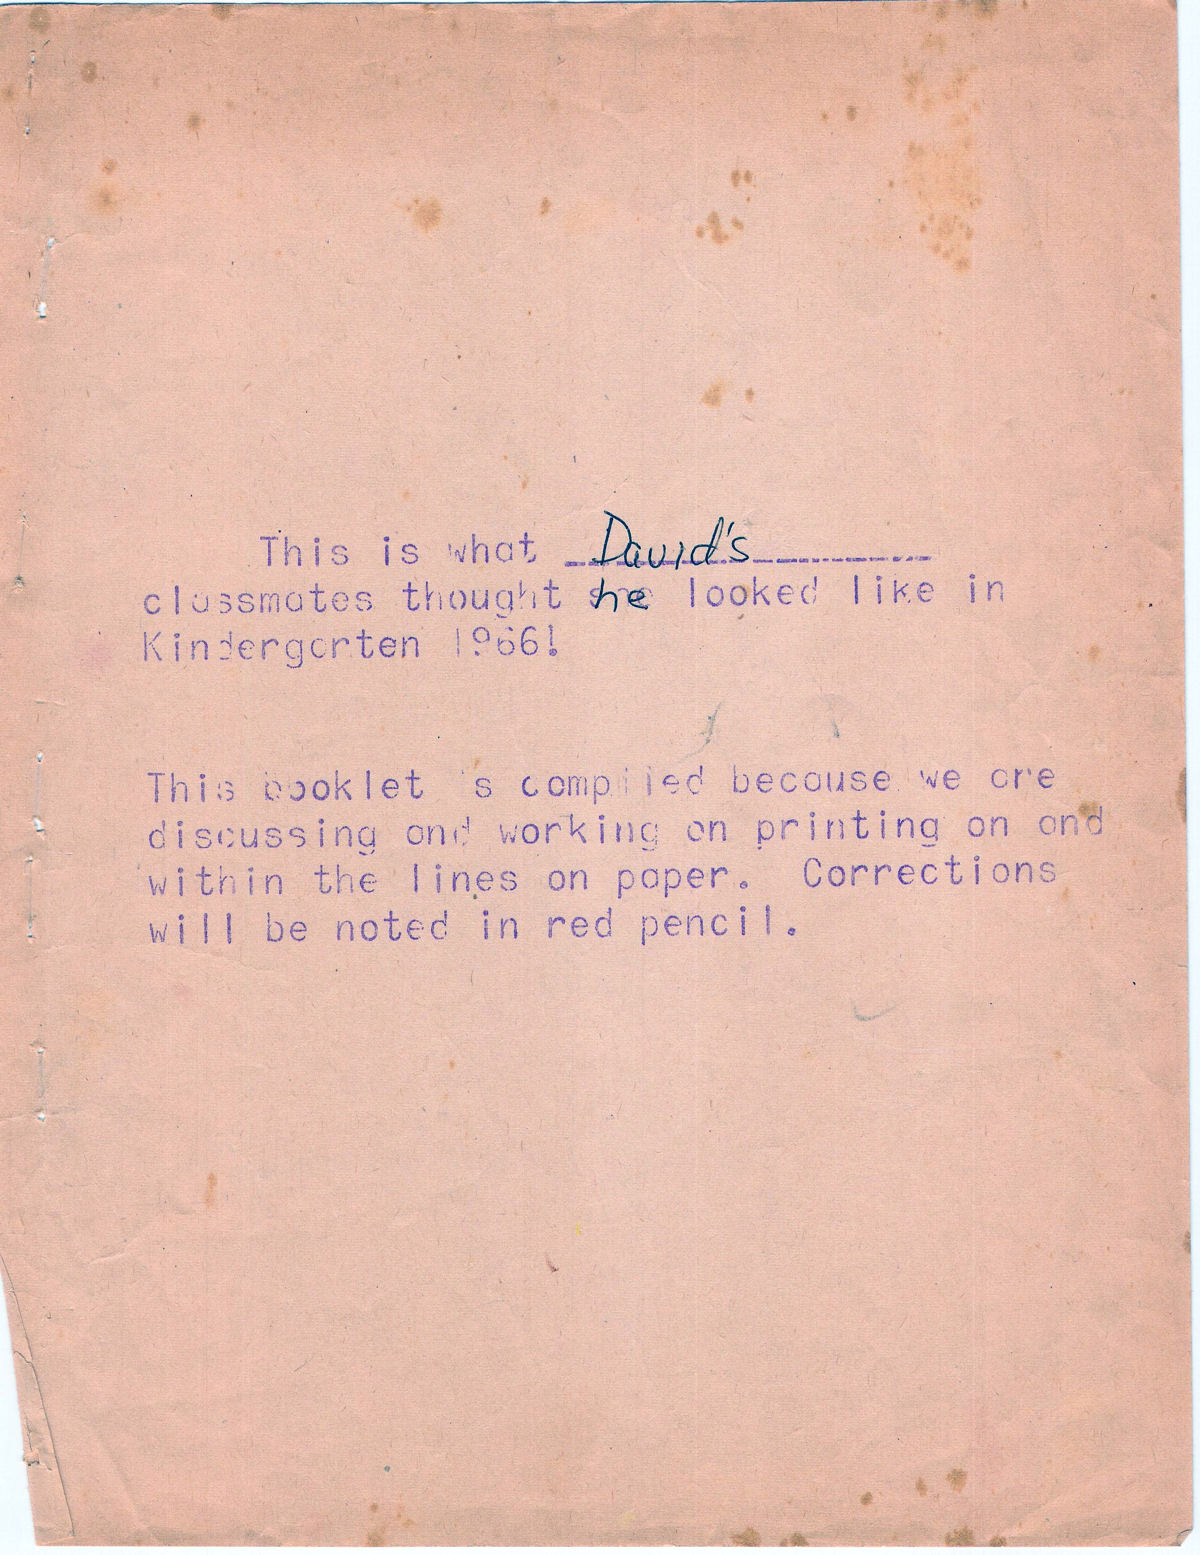 This is what David's
classmates thought he looked like in
Kindergarten 1966!
This booklet is compiled because we are
discussing and working on printing on and
within the lines on paper. Corrections
will be noted in red pencil.